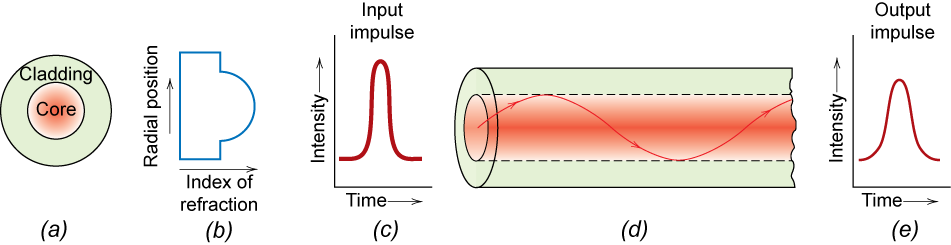 Cladding
Core
(a)
Radial position
Index of
refraction
(b)
Input
impulse
Intensity
Time
(c)
(d)
Output
impulse
Intensity
Time
(e)